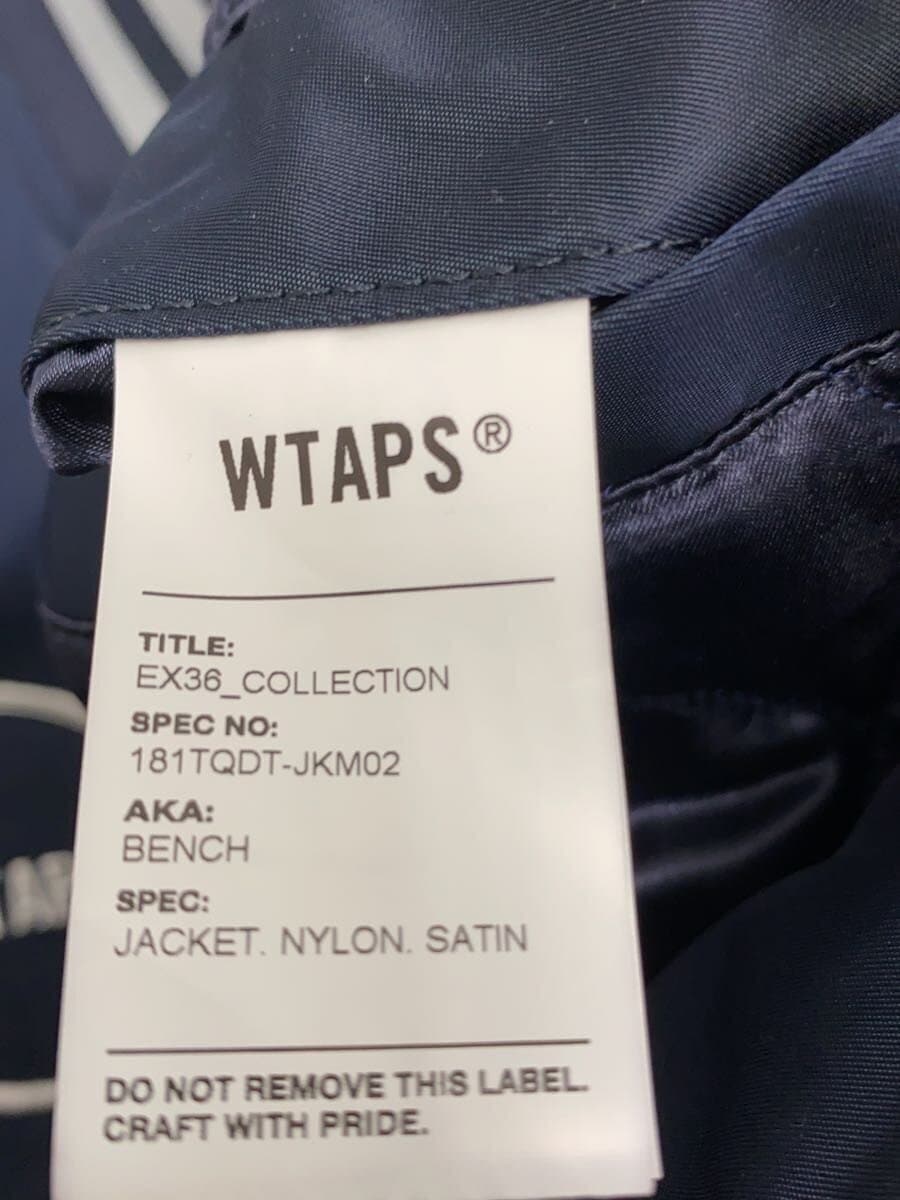 WTAPS®
TITLE:
EX36_COLLECTION
SPEC NO:
181TQDT-JKM02
AKA:
BENCH
SPEC:
JACKET. NYLON. SATIN
DO NOT REMOVE THIS LABEL.
CRAFT WITH PRIDE.